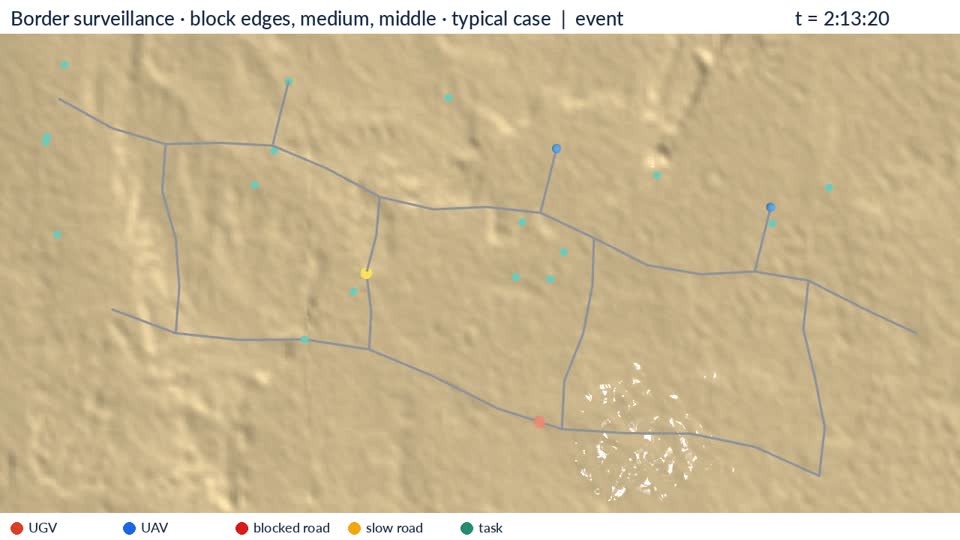 Border surveillance · block edges, medium, middle · typical case | event
t = 2:13:20
UGV
UAV
blocked road
slow road
task